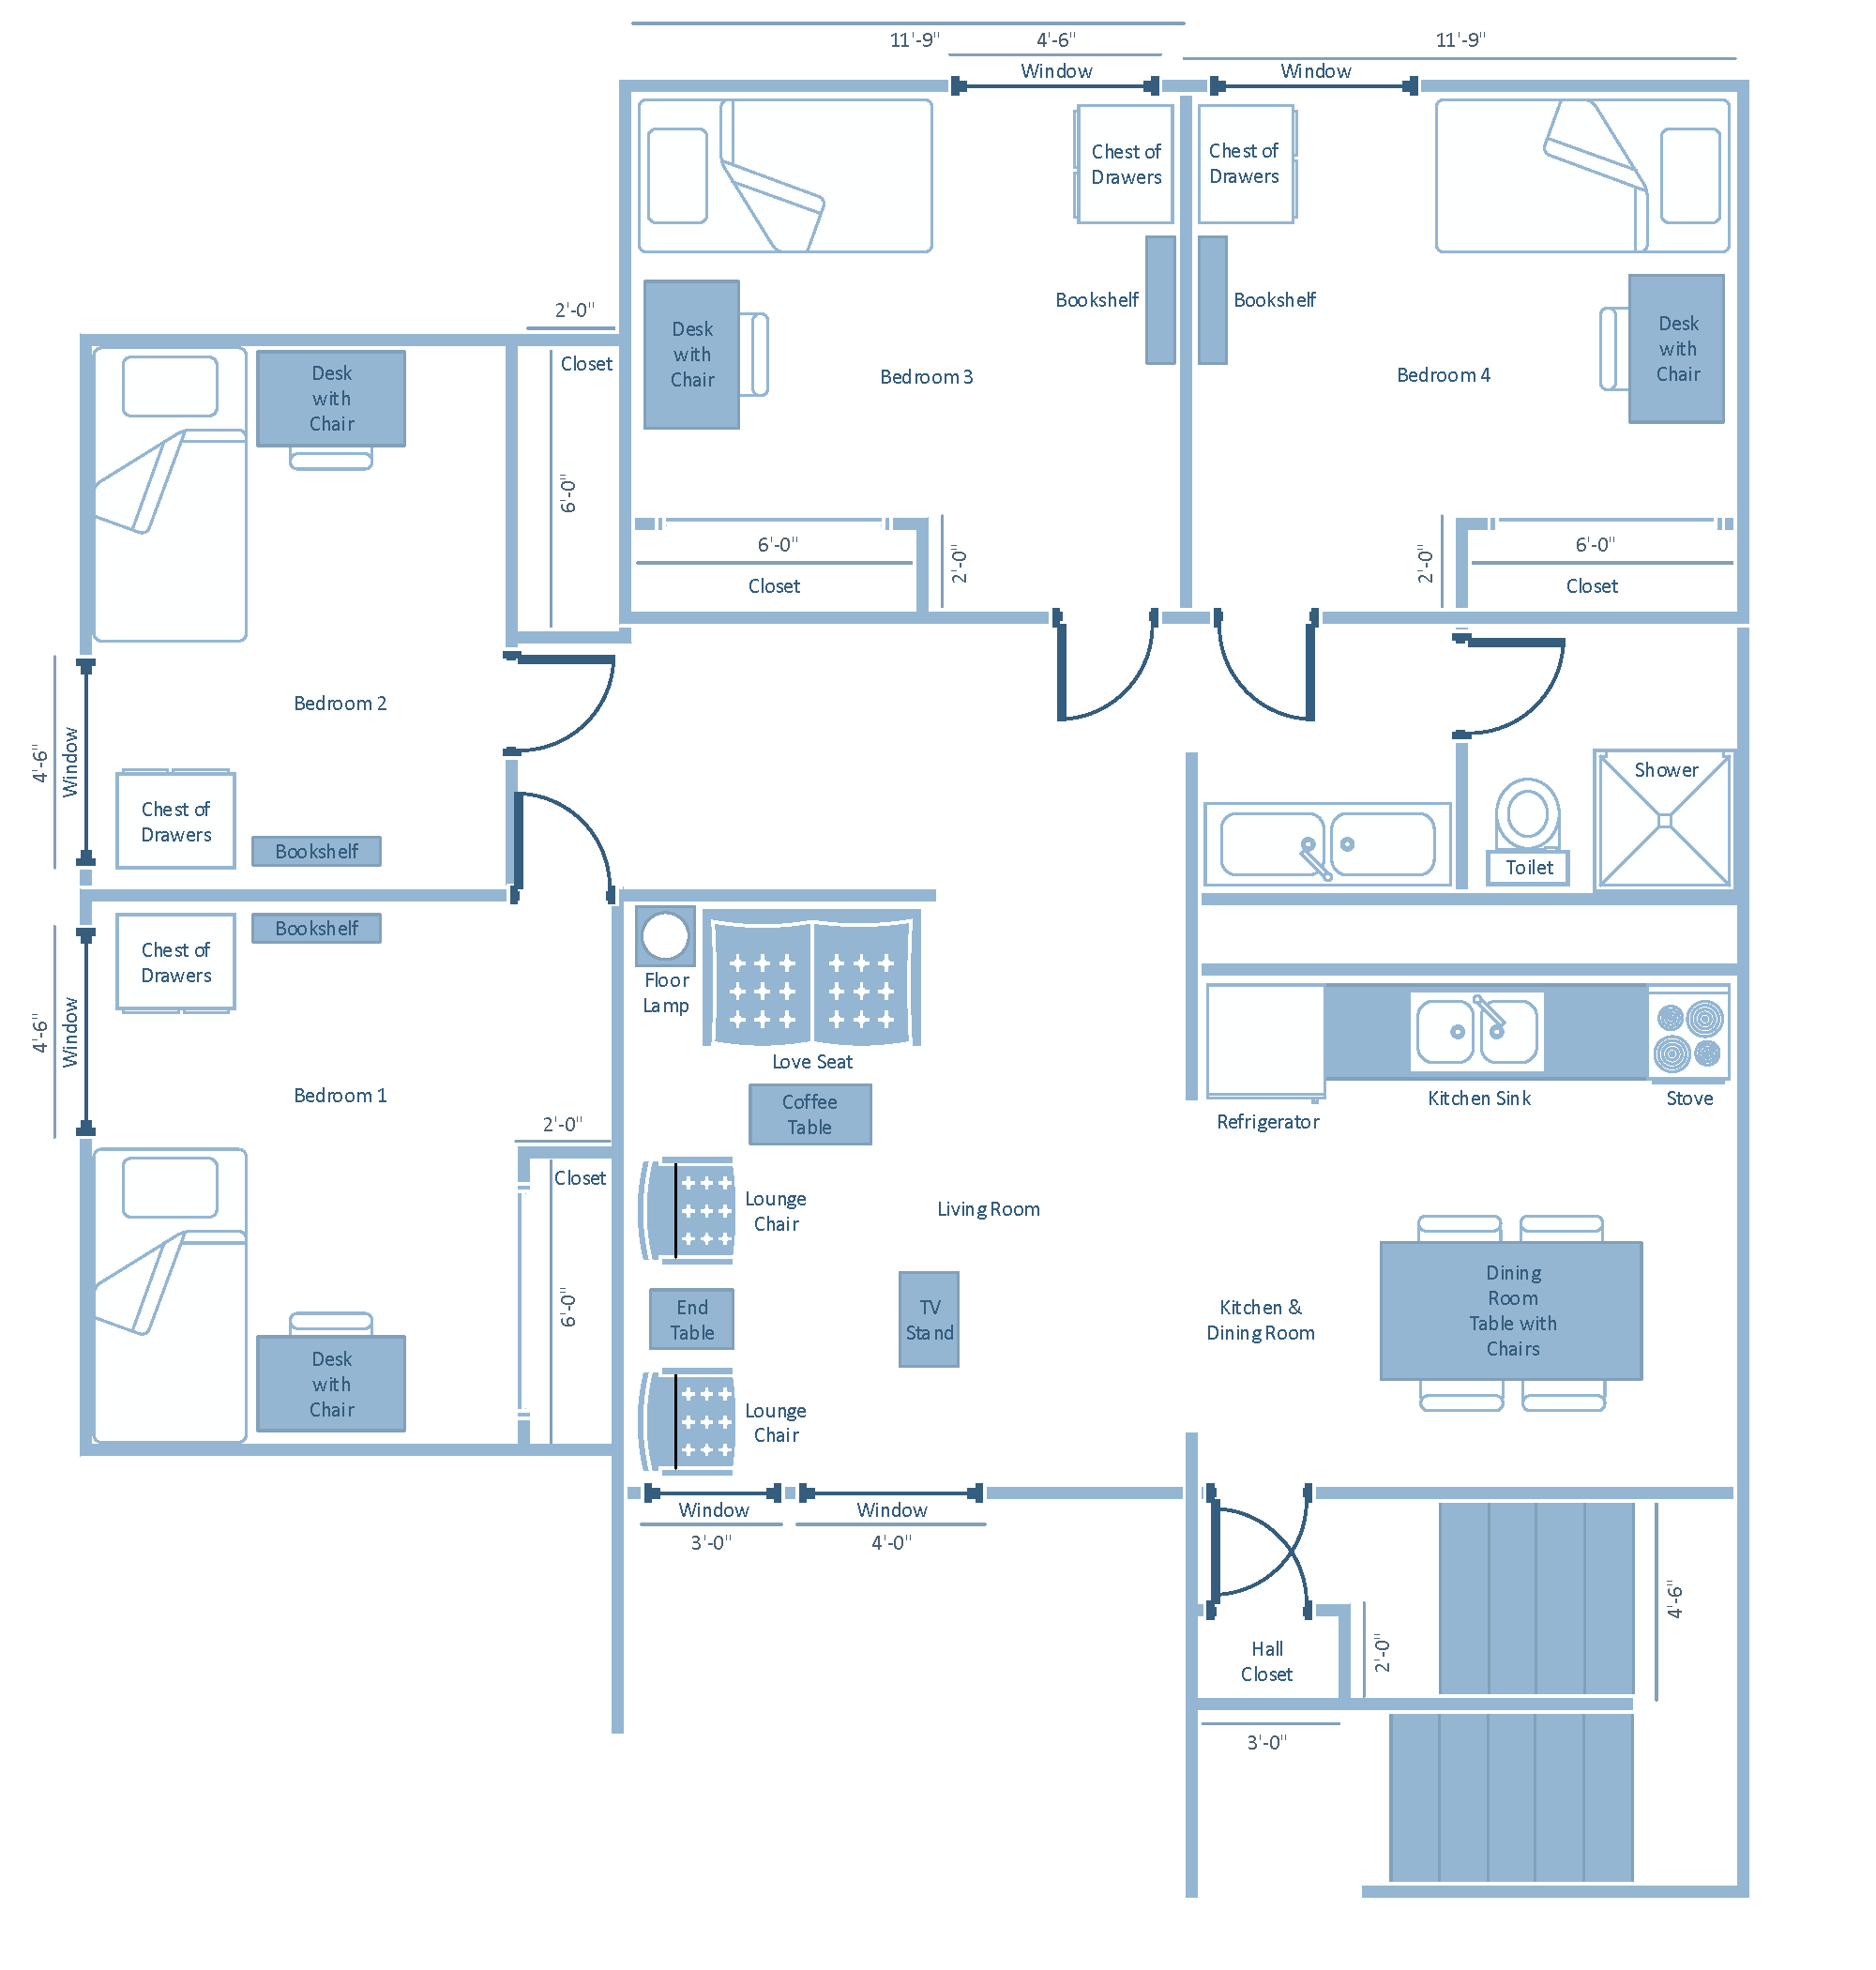 11'-9"
4'-6"
11'-9"
Window
Window
Chest of
Drawers
Chest of
Drawers
Bookshelf
Bookshelf
Desk
with
Chair
Desk
with
Chair
Bedroom 3
Bedroom 4
2'-0"
Closet
Desk
with
Chair
6'-0"
6'-0"
Closet
2'-0"
2'-0"
6'-0"
Closet
Bedroom 2
4'-6"
Window
Chest of
Drawers
Bookshelf
Shower
Toilet
Chest of
Drawers
Bookshelf
4'-6"
Window
Floor
Lamp
Love Seat
Coffee
Table
Refrigerator
Kitchen Sink
Stove
Bedroom 1
2'-0"
Closet
6'-0"
Desk
with
Chair
Lounge
Chair
Living Room
End
Table
TV
Stand
Kitchen &
Dining Room
Dining
Room
Table with
Chairs
Lounge
Chair
Window
3'-0"
Window
4'-0"
4'-6"
Hall
Closet
2'-0"
3'-0"